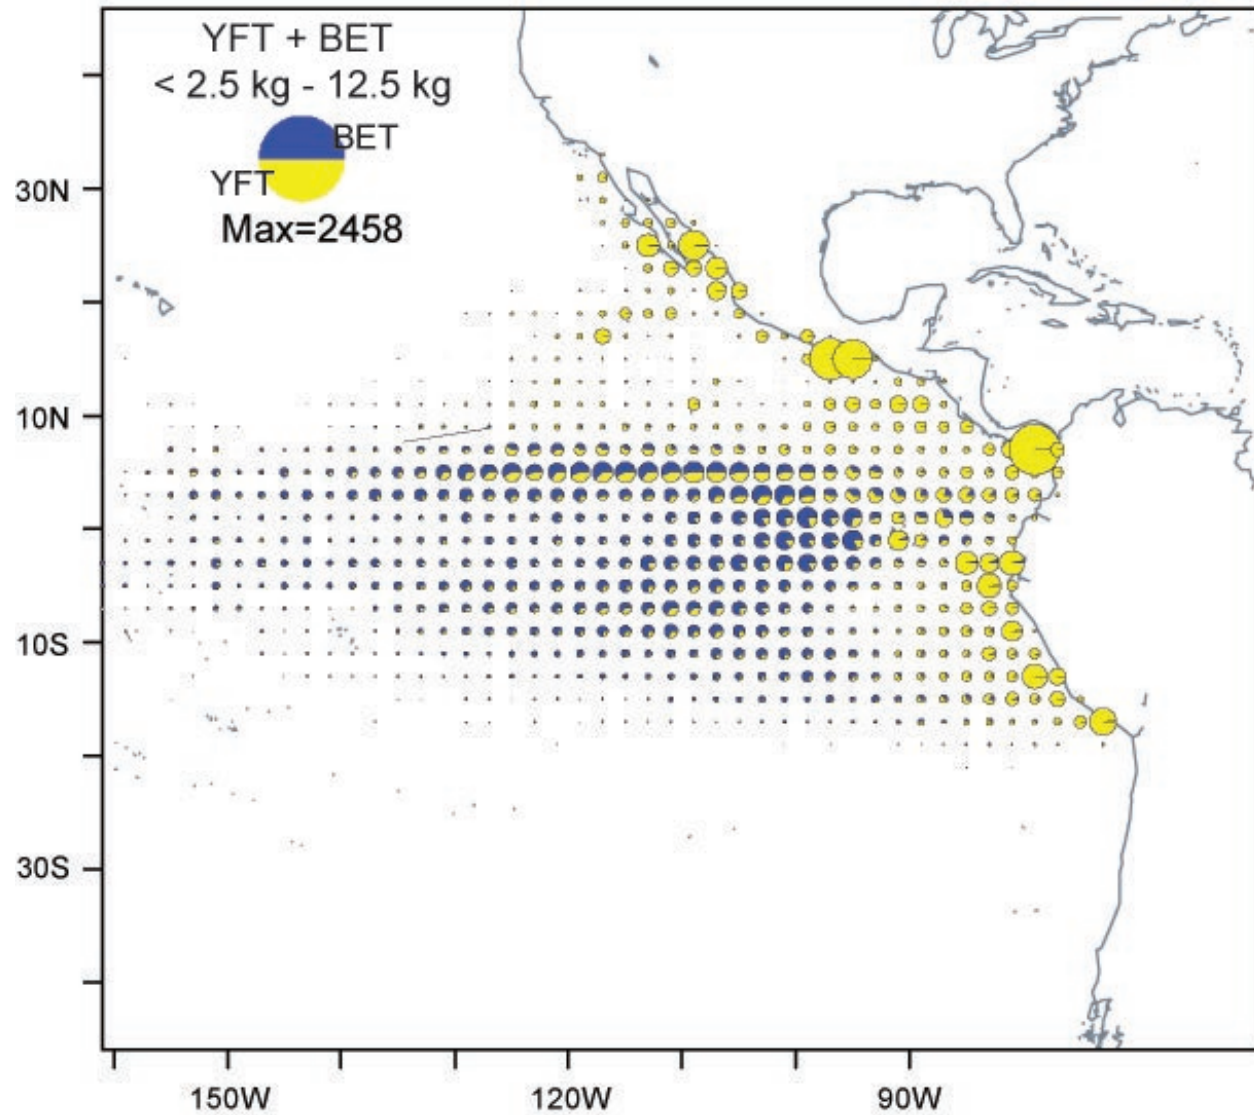 YFT + BET
< 2.5 kg - 12.5 kg
BET
YFT
Max=2458
30N
10N
10S
30S
150W
120W
90W